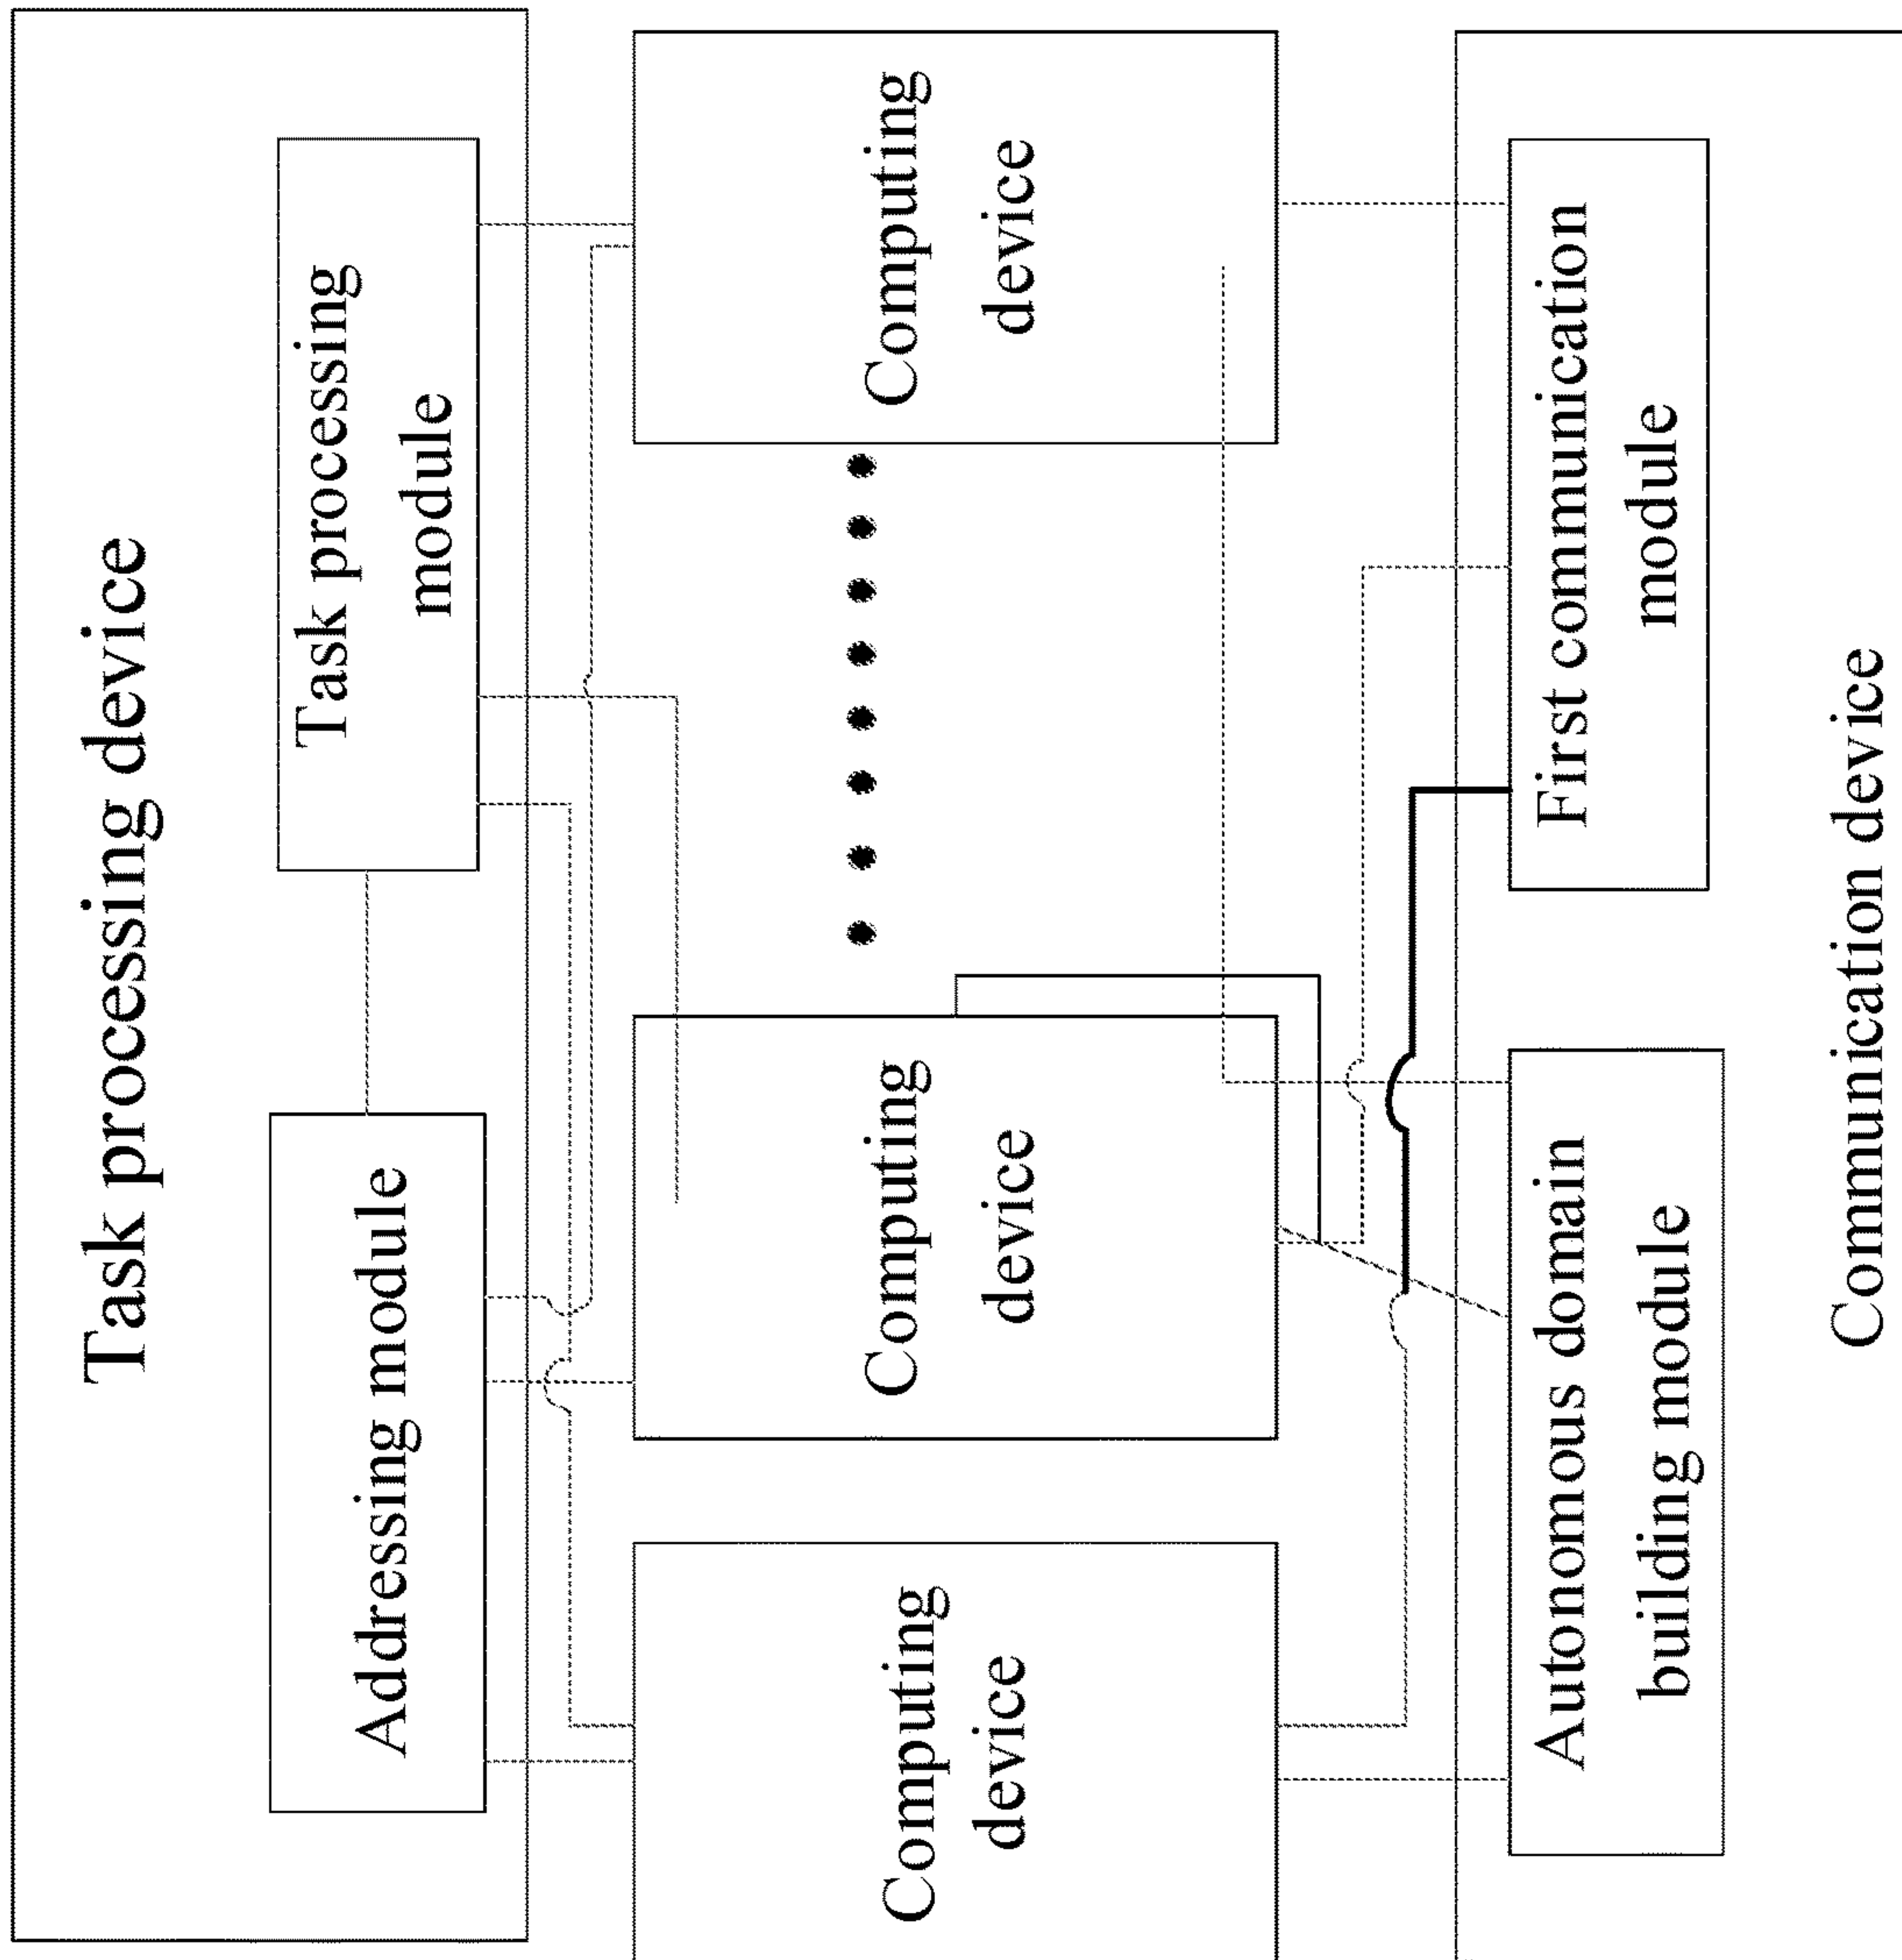 Task processing device
Addressing module
Task processing
module
Computing
device
Computing
device
Computing
device
Autonomous domain
building module
First communication
module
Communication device